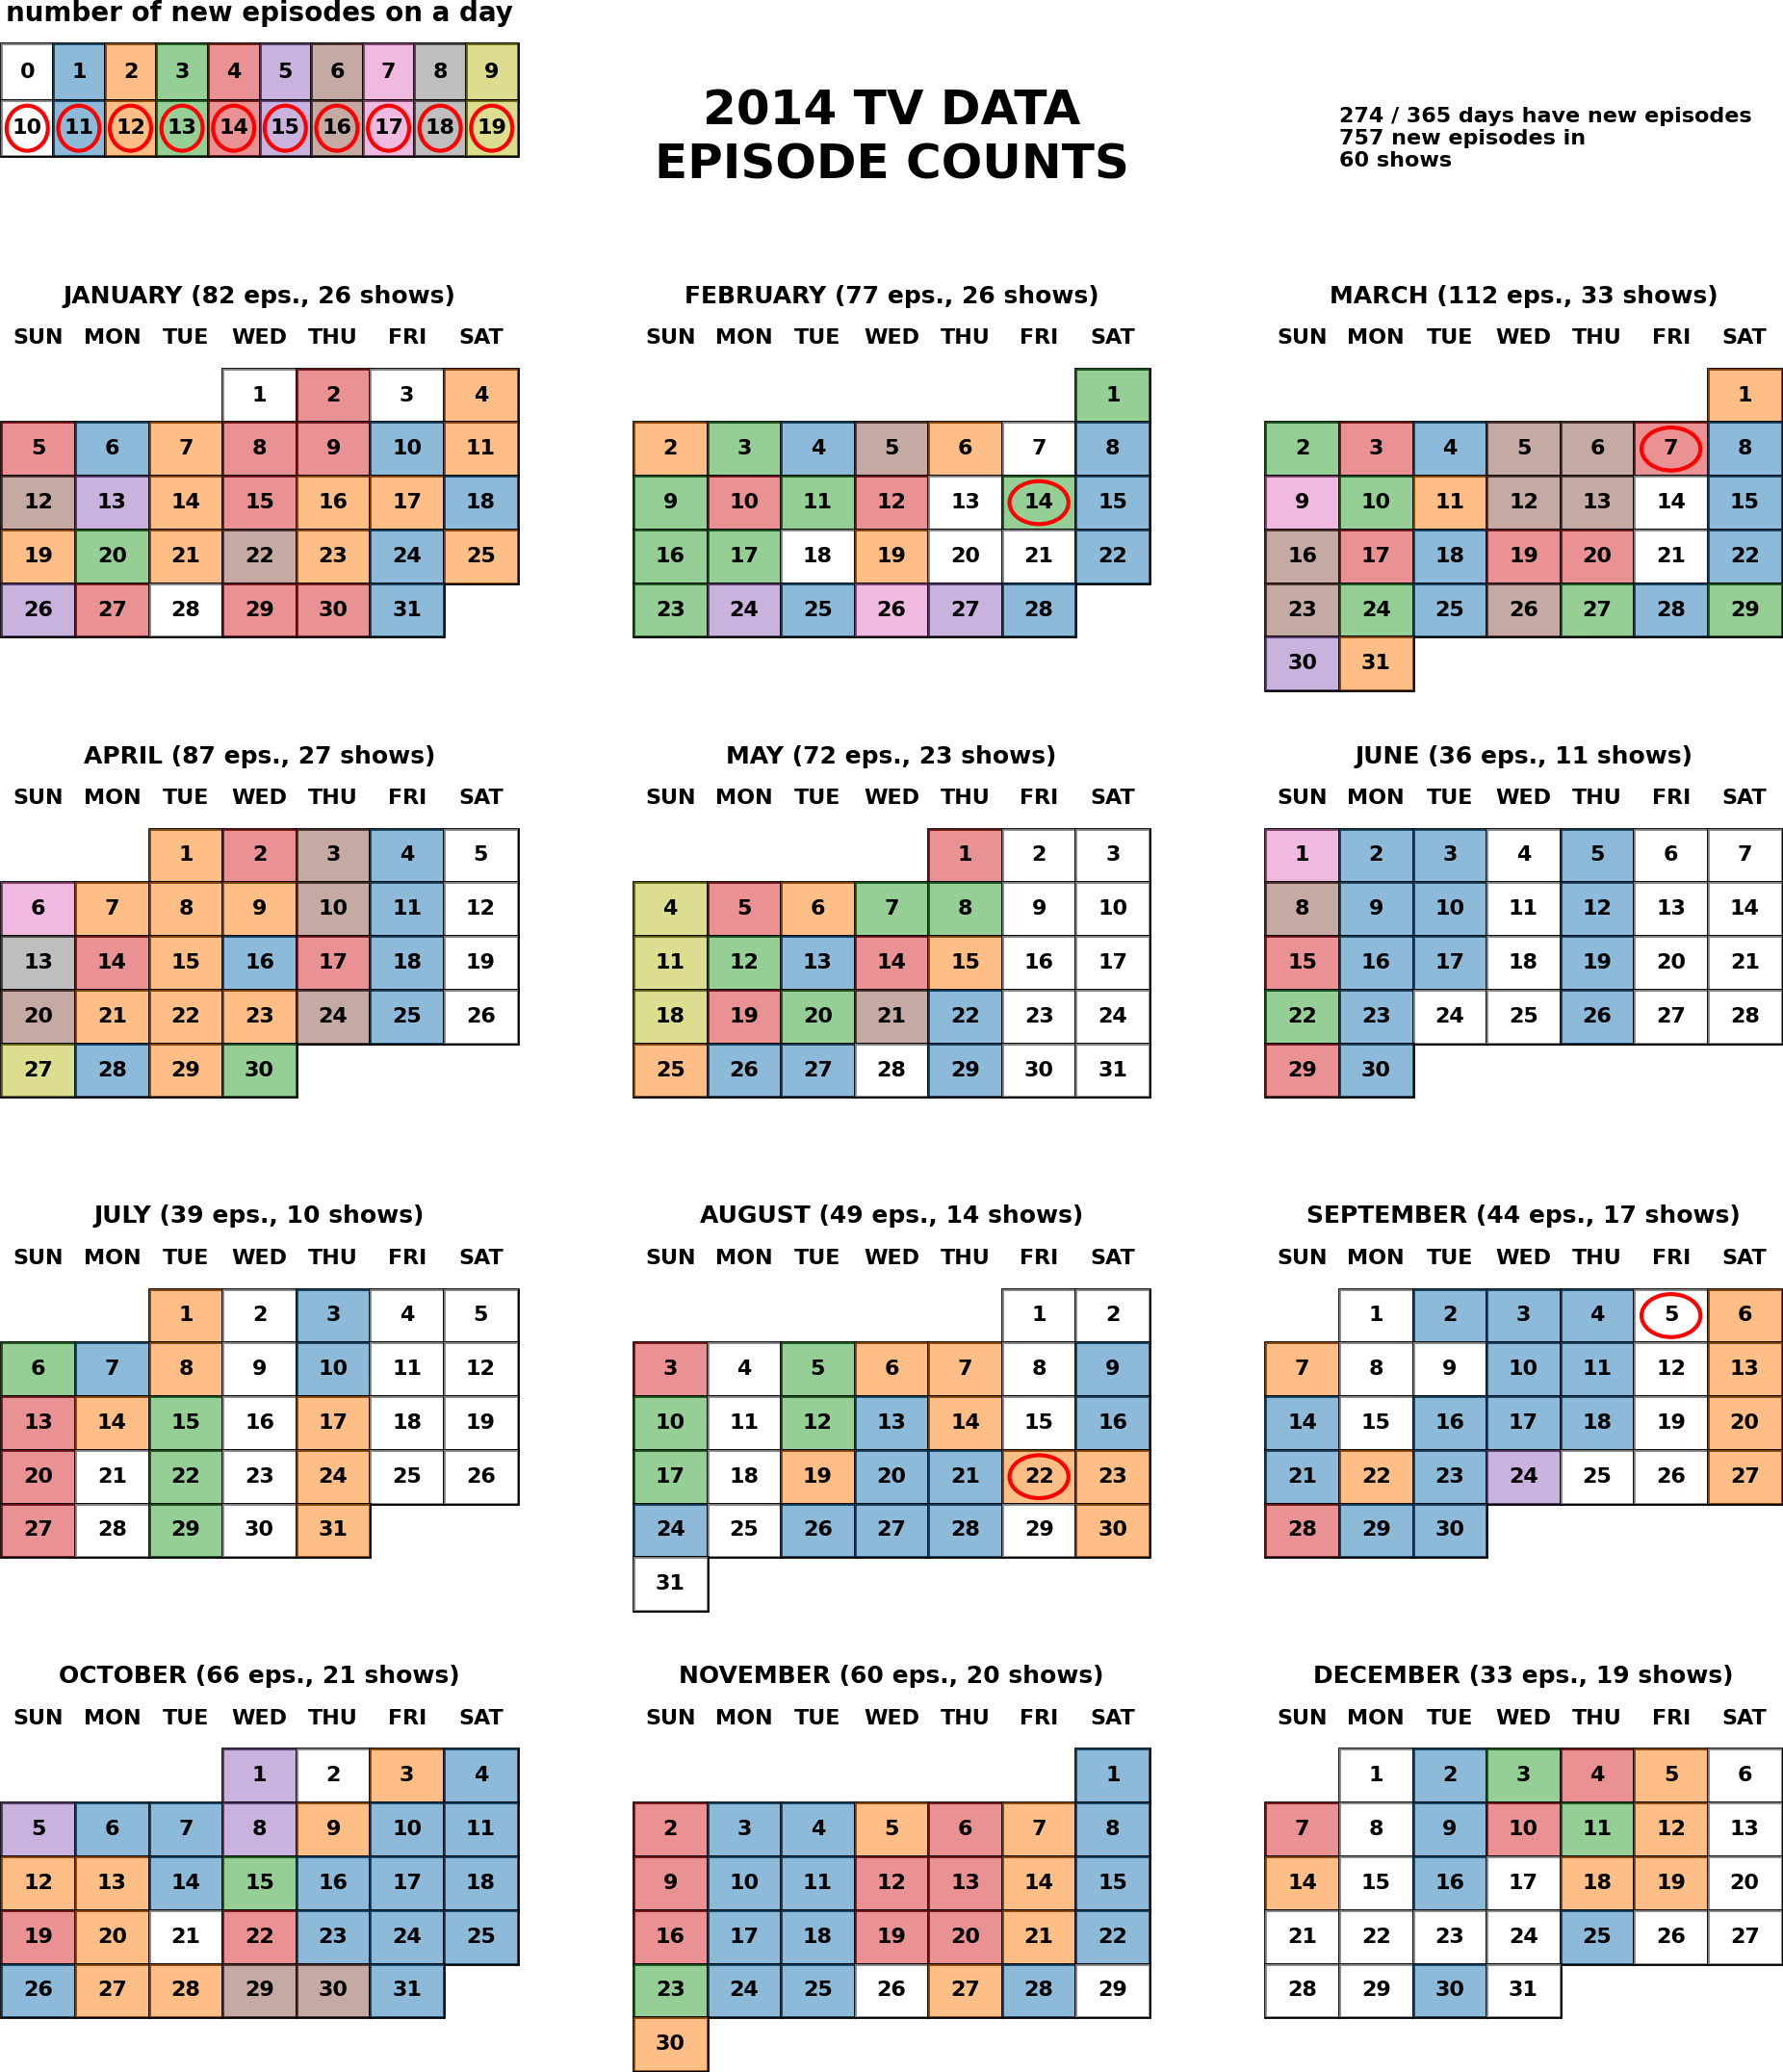 number of new episodes on a day
0 1 2 3 4 5 6 7 8 9
10 11 12 13 14 15 16 17 18 19
2014 TV DATA
EPISODE COUNTS
274 / 365 days have new episodes
757 new episodes in
60 shows
JANUARY (82 eps., 26 shows)
SUN MON TUE WED THU FRI SAT
1 2 3 4
5 6 7 8 9 10 11
12 13 14 15 16 17 18
19 20 21 22 23 24 25
26 27 28 29 30 31
FEBRUARY (77 eps., 26 shows)
SUN MON TUE WED THU FRI SAT
1
2 3 4 5 6 7 8
9 10 11 12 13 14 15
16 17 18 19 20 21 22
23 24 25 26 27 28
MARCH (112 eps., 33 shows)
SUN MON TUE WED THU FRI SAT
1
2 3 4 5 6 7 8
9 10 11 12 13 14 15
16 17 18 19 20 21 22
23 24 25 26 27 28 29
30 31
APRIL (87 eps., 27 shows)
SUN MON TUE WED THU FRI SAT
1 2 3 4 5
6 7 8 9 10 11 12
13 14 15 16 17 18 19
20 21 22 23 24 25 26
27 28 29 30
MAY (72 eps., 23 shows)
SUN MON TUE WED THU FRI SAT
1 2 3
4 5 6 7 8 9 10
11 12 13 14 15 16 17
18 19 20 21 22 23 24
25 26 27 28 29 30 31
JUNE (36 eps., 11 shows)
SUN MON TUE WED THU FRI SAT
1 2 3 4 5 6 7
8 9 10 11 12 13 14
15 16 17 18 19 20 21
22 23 24 25 26 27 28
29 30
JULY (39 eps., 10 shows)
SUN MON TUE WED THU FRI SAT
1 2 3 4 5
6 7 8 9 10 11 12
13 14 15 16 17 18 19
20 21 22 23 24 25 26
27 28 29 30 31
AUGUST (49 eps., 14 shows)
SUN MON TUE WED THU FRI SAT
1 2
3 4 5 6 7 8 9
10 11 12 13 14 15 16
17 18 19 20 21 22 23
24 25 26 27 28 29 30
31
SEPTEMBER (44 eps., 17 shows)
SUN MON TUE WED THU FRI SAT
1 2 3 4 5 6
7 8 9 10 11 12 13
14 15 16 17 18 19 20
21 22 23 24 25 26 27
28 29 30
OCTOBER (66 eps., 21 shows)
SUN MON TUE WED THU FRI SAT
1 2 3 4
5 6 7 8 9 10 11
12 13 14 15 16 17 18
19 20 21 22 23 24 25
26 27 28 29 30 31
NOVEMBER (60 eps., 20 shows)
SUN MON TUE WED THU FRI SAT
1
2 3 4 5 6 7 8
9 10 11 12 13 14 15
16 17 18 19 20 21 22
23 24 25 26 27 28 29
30
DECEMBER (33 eps., 19 shows)
SUN MON TUE WED THU FRI SAT
1 2 3 4 5 6
7 8 9 10 11 12 13
14 15 16 17 18 19 20
21 22 23 24 25 26 27
28 29 30 31